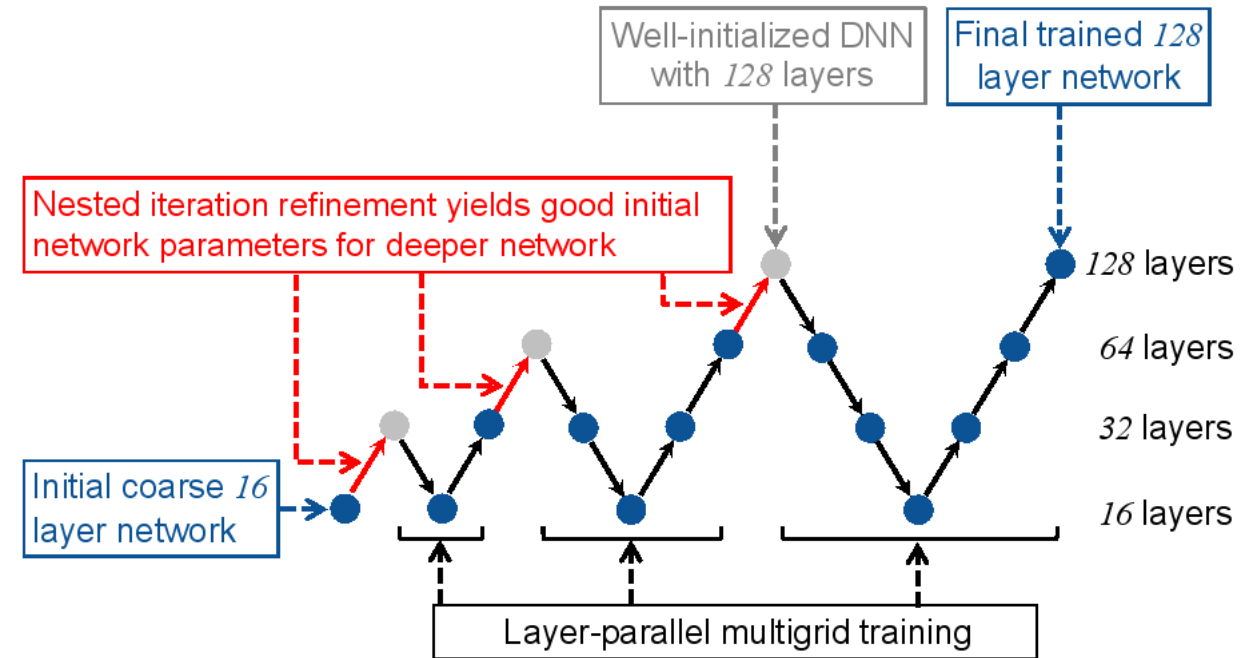 Well-initialized DNN
with 128 layers
Final trained 128
layer network
Nested iteration refinement yields good initial
network parameters for deeper network
128 layers
64 layers
32 layers
Initial coarse 16
layer network
16 layers
Layer-parallel multigrid training